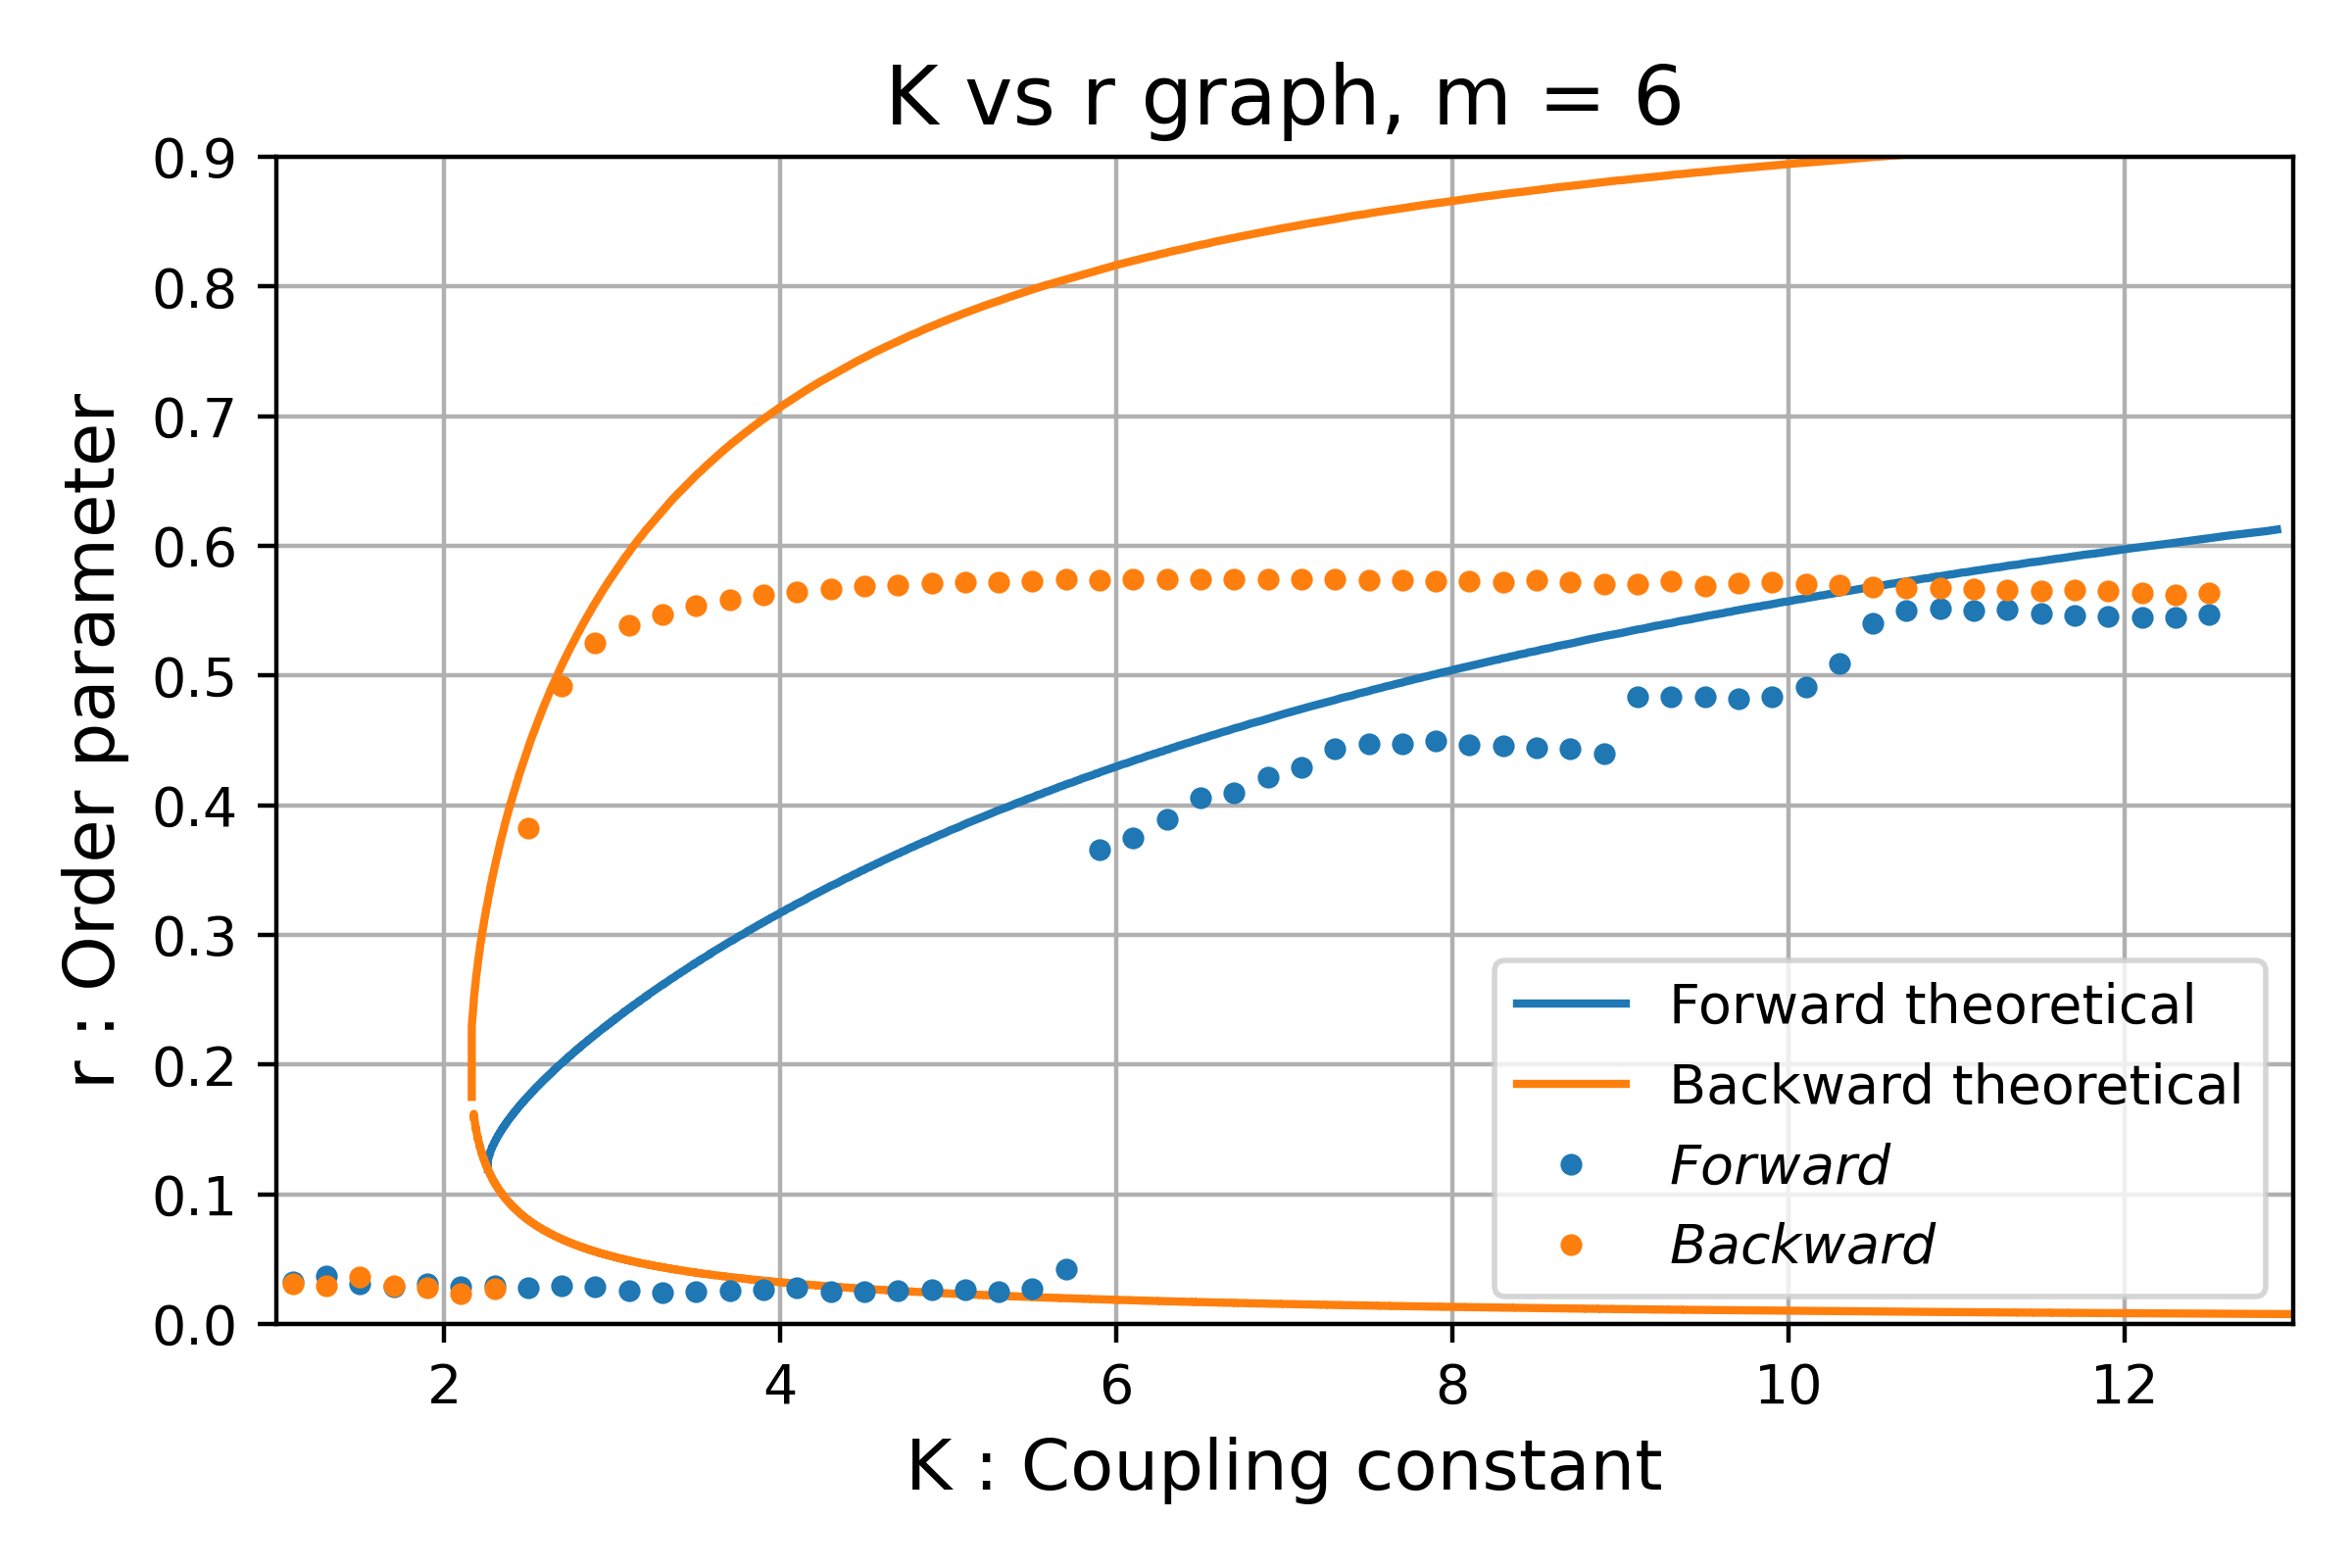 K vs r graph, m = 6
r : Order parameter
0.9
0.8
0.7
0.6
0.5
0.4
0.3
0.2
0.1
0.0
Forward theoretical
Backward theoretical
Forward
Backward
2 4 6 8 10 12
K : Coupling constant